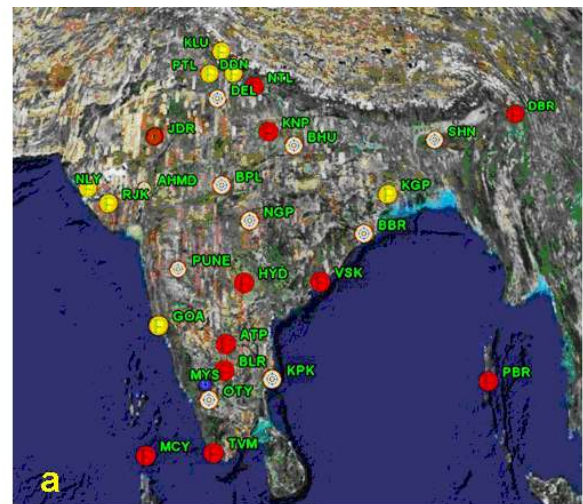 KLU
PTL DDN
NTL
DEL
DBR
JDR
KNP
BHU
SHN
NLY
RJK
AHMD
BPL
KGP
NGP
BBR
PUNE
HYD
VSK
GOA
ATP
BLR
MYS
OTY
KPK
PBR
MCY
TVM
a